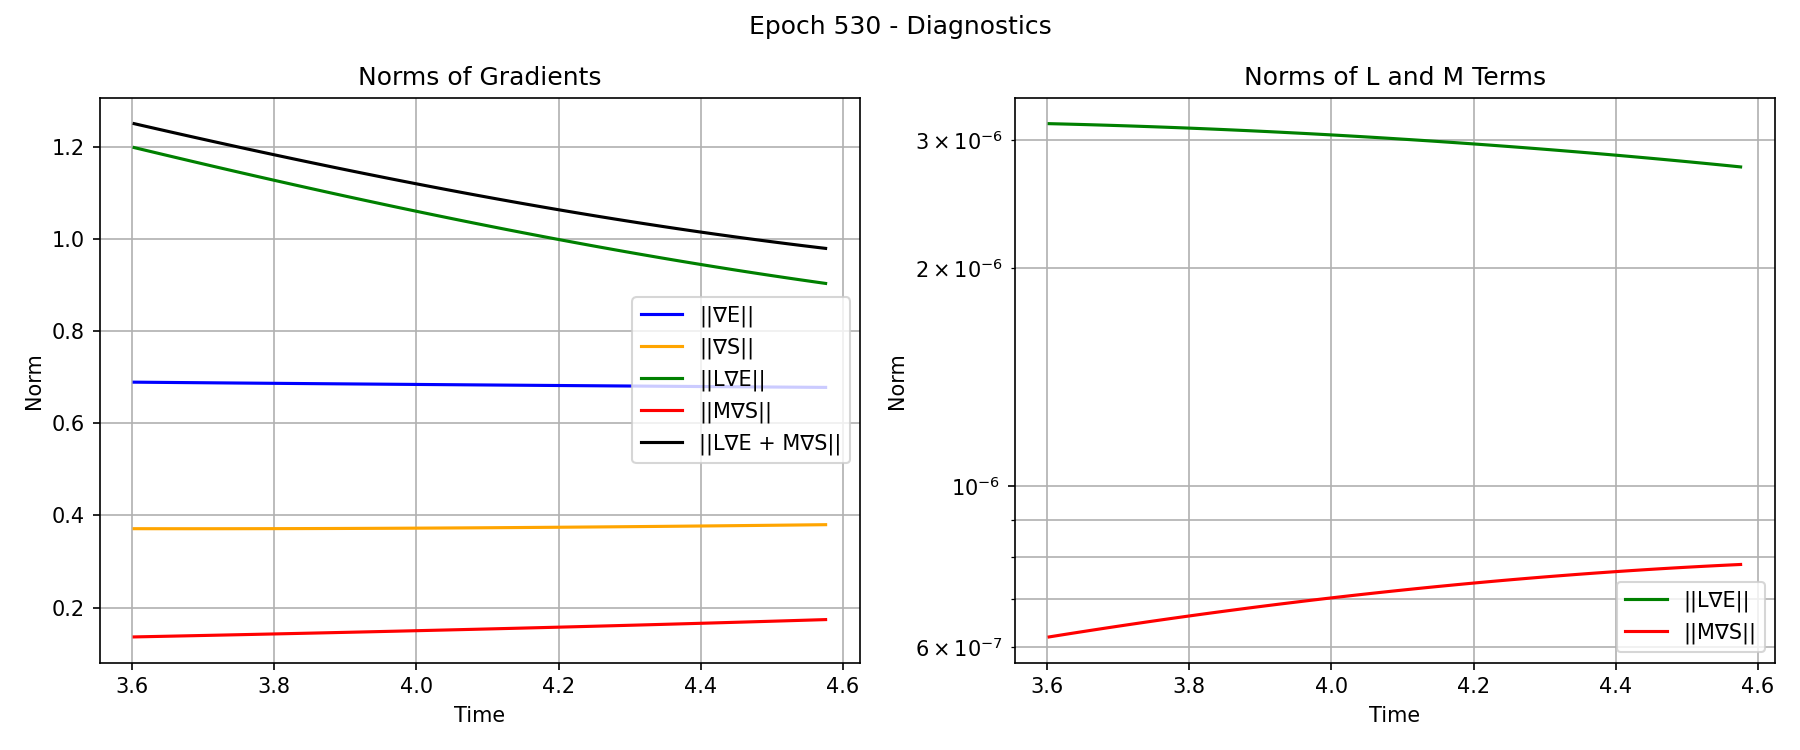 Epoch 530 - Diagnostics
Norms of Gradients
Norm
1.2
1.0
0.8
0.6
0.4
0.2
||∇E||
||∇S||
||L∇E||
||M∇S||
||L∇E + M∇S||
3.6
3.8
4.0
4.2
4.4
4.6
Time
Norms of L and M Terms
Norm
3 × 10⁻⁶
2 × 10⁻⁶
10⁻⁶
6 × 10⁻⁷
||L∇E||
||M∇S||
3.6
3.8
4.0
4.2
4.4
4.6
Time